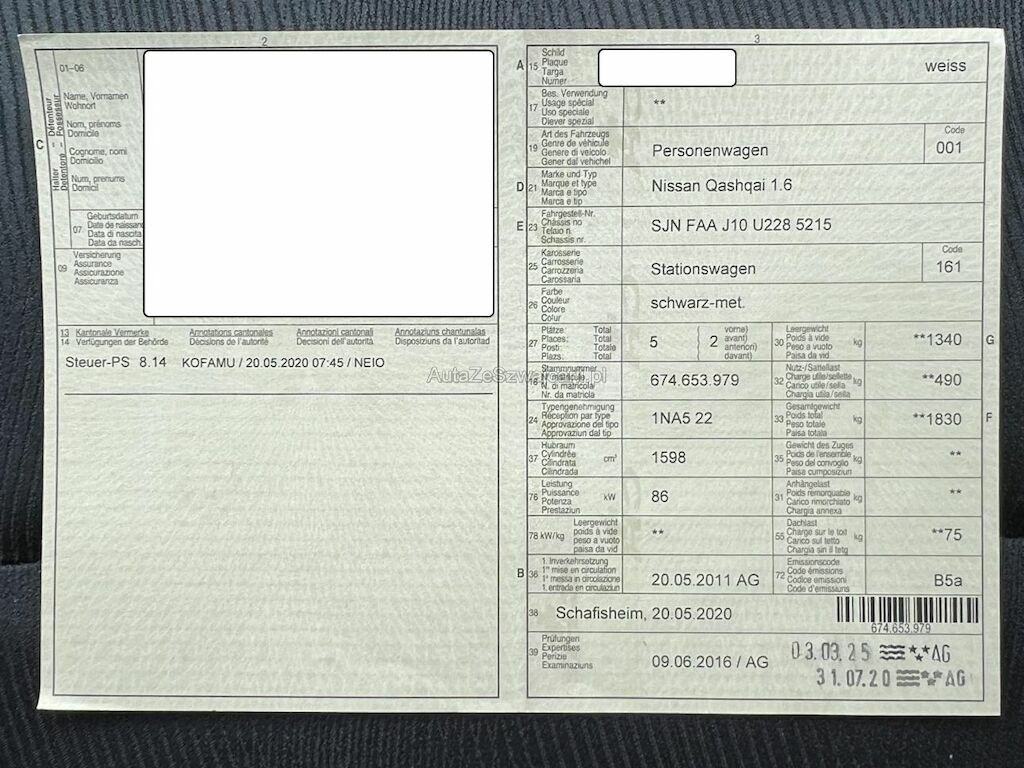 2
01-06
C
Halter - Détenteur
Detentore - Possessur
Name, Vornamen
Wohnort
Nom, prénoms
Domicile
Cognome, nomi
Domicilio
Num, prenums
Domicil
07
Geburtsdatum
Date de naissanc
Data di nascita
Data da nasch.
09
Versicherung
Assurance
Assicurazione
Assicuranza
13 Kantonale Vermerke Annotations cantonales Annotazioni cantonali Annotaziuns chantunalas
14 Verfügungen der Behörde Décisions de l'autorité Decisioni dell'autorità Disposiziuns da l'autoritad
Steuer-PS 8.14 KOFAMU / 20.05.2020 07:45 / NEIO
3
A 15
Schild
Plaque
Targa
Numer
weiss
17
Bes. Verwendung
Usage spécial
Uso speciale
Diever spezial
**
19
Art des Fahrzeugs
Genre de véhicule
Genere di veicolo
Gener dal vehichel
Personenwagen
Code
001
D 21
Marke und Typ
Marque et type
Marca e tipo
Marca e tip
Nissan Qashqai 1.6
E 23
Fahrgestell-Nr.
Châssis no
Telaio n.
Schassis nr.
SJN FAA J10 U228 5215
25
Karosserie
Carrosserie
Carrozzeria
Carossaria
Stationswagen
Code
161
26
Farbe
Couleur
Colore
Colur
schwarz-met.
27
Plätze: Total
Places: Total
Posti: Totale
Plazs: Total
5
2
vorne)
avant)
anteriori)
davant)
30
Leergewicht
Poids à vide
Peso a vuoto
Paisa da vid
kg
**1340
G
18
Stammnummer
N° matricule
N. di matricola
Nr. da matricla
674.653.979
32
Nutz-/Sattellast
Charge utile/sellette
Carico utile/sella
Chargia utila/sella
kg
**490
24
Typengenehmigung
Réception par type
Approvazione del tipo
Approvaziun dal tip
1NA5 22
33
Gesamtgewicht
Poids total
Peso totale
Paisa totala
kg
**1830
F
37
Hubraum
Cylindrée
Cilindrata
Cilindrada
cm³
1598
35
Gewicht des Zuges
Poids de l'ensemble
Peso del convoglio
Paisa cumposiziun
kg
**
76
Leistung
Puissance
Potenza
Prestaziun
kW
86
31
Anhängelast
Poids remorquable
Carico rimorchiato
Chargia annexa
kg
**
78 kW/kg
Leergewicht
poids à vide
peso a vuoto
paisa da vid
**
55
Dachlast
Charge sur le toit
Carico sul tetto
Chargia sin il tetg
kg
**75
B 36
1. Inverkehrsetzung
1re mise en circulation
1a messa in circolazione
1. entrada en circulaziun
20.05.2011 AG
72
Emissionscode
Code émissions
Codice emissioni
Code d'emissiuns
B5a
38
Schafisheim, 20.05.2020
674.653.979
39
Prüfungen
Expertises
Perizie
Examinaziuns
09.06.2016 / AG
03.03.25 AG
31.07.20 AG
AutaZeSzwajcarii.pl